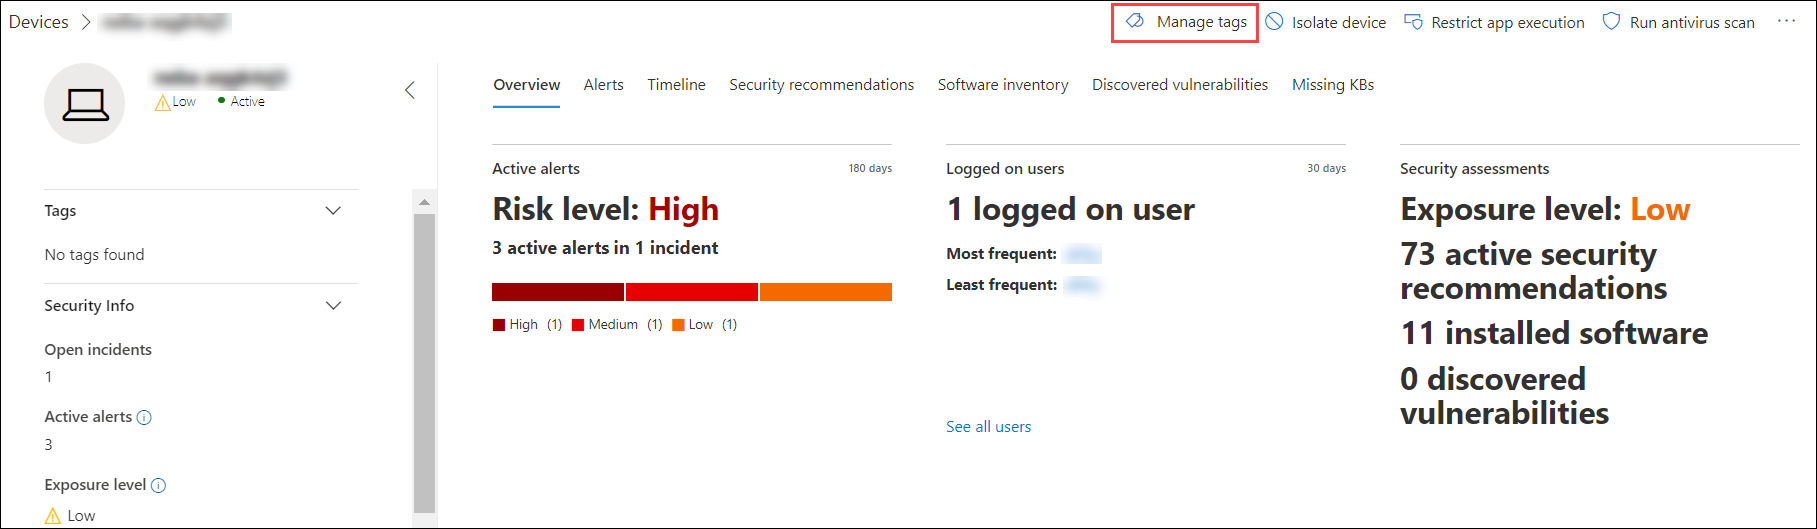 Devices
Manage tags
Isolate device
Restrict app execution
Run antivirus scan
Low
Active
Overview
Alerts
Timeline
Security recommendations
Software inventory
Discovered vulnerabilities
Missing KBs
Tags
No tags found
Security Info
Open incidents
1
Active alerts
3
Exposure level
Low
Active alerts 180 days
Risk level: High
3 active alerts in 1 incident
High (1) Medium (1) Low (1)
Logged on users 30 days
1 logged on user
Most frequent:
Least frequent:
See all users
Security assessments
Exposure level: Low
73 active security
recommendations
11 installed software
0 discovered
vulnerabilities